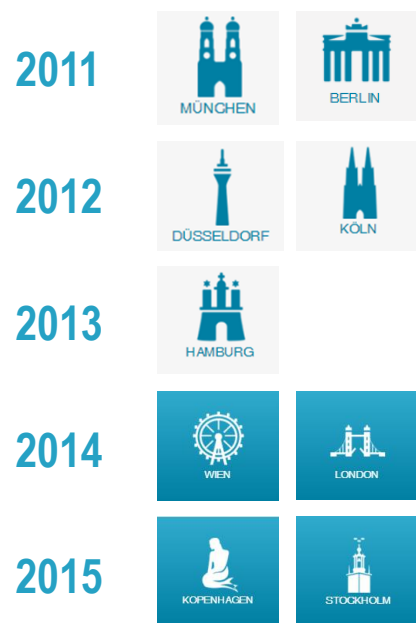 2011
MÜNCHEN
BERLIN
2012
DÜSSELDORF
KÖLN
2013
HAMBURG
2014
WIEN
LONDON
2015
KOPENHAGEN
STOCKHOLM